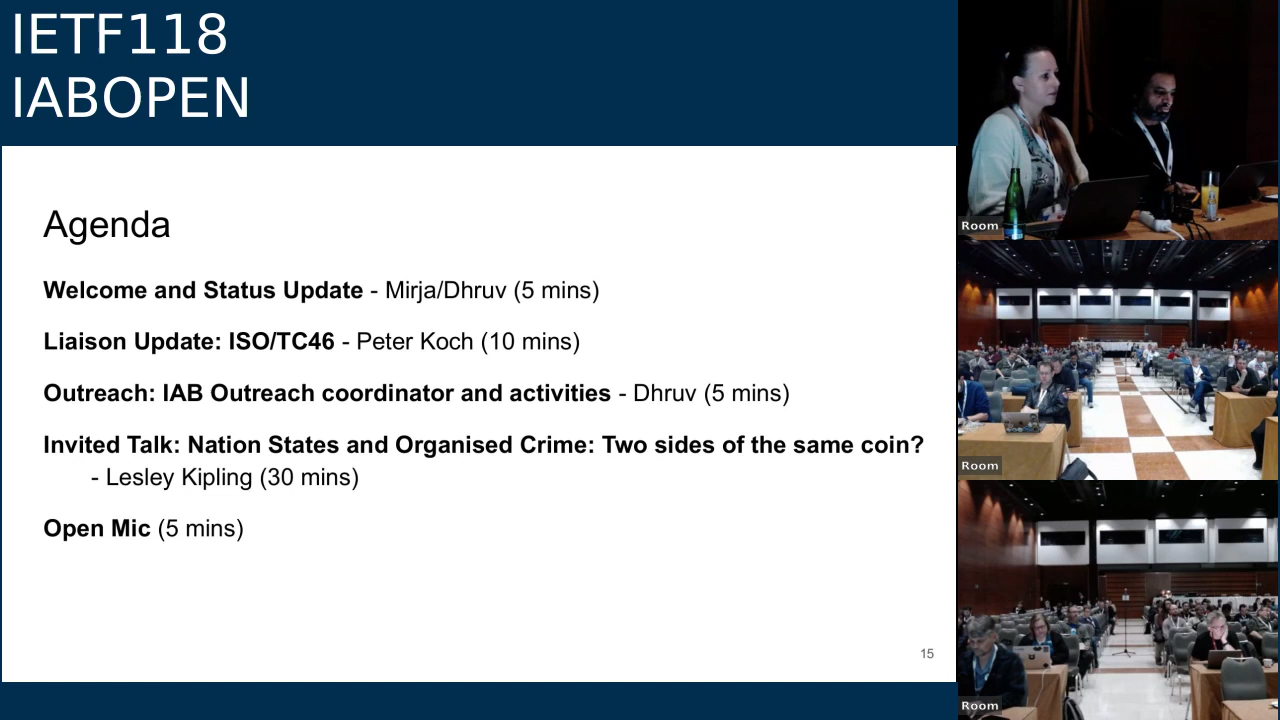 IETF118
IABOPEN
Agenda
Welcome and Status Update - Mirja/Dhruv (5 mins)
Liaison Update: ISO/TC46 - Peter Koch (10 mins)
Outreach: IAB Outreach coordinator and activities - Dhruv (5 mins)
Invited Talk: Nation States and Organised Crime: Two sides of the same coin?
- Lesley Kipling (30 mins)
Open Mic (5 mins)
15
Room
Room
Room